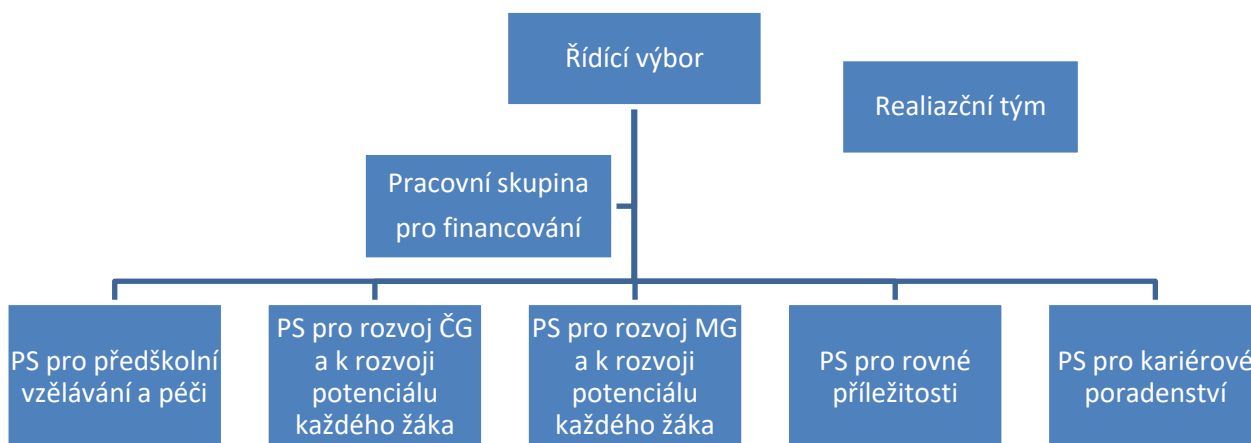 Řídící výbor
Realiazční tým
Pracovní skupina
pro financování
PS pro předškolní
vzělávání a péči
PS pro rozvoj ČG
a k rozvoji
potenciálu
každého žáka
PS pro rozvoj MG
a k rozvoji
potenciálu
každého žáka
PS pro rovné
příležitosti
PS pro kariérové
poradenství